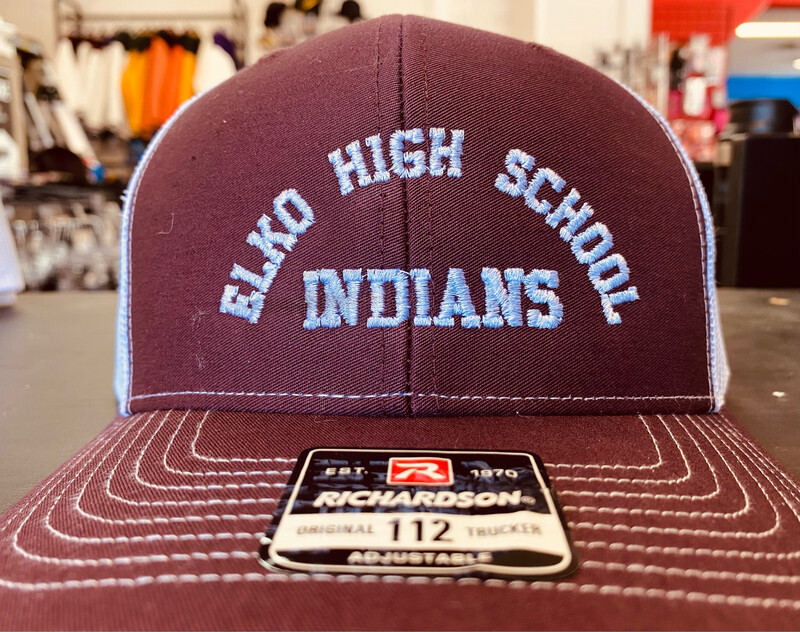 ELKO HIGH SCHOOL
INDIANS
EST. R 1970
RICHARDSON®
ORIGINAL 112 TRUCKER
ADJUSTABLE